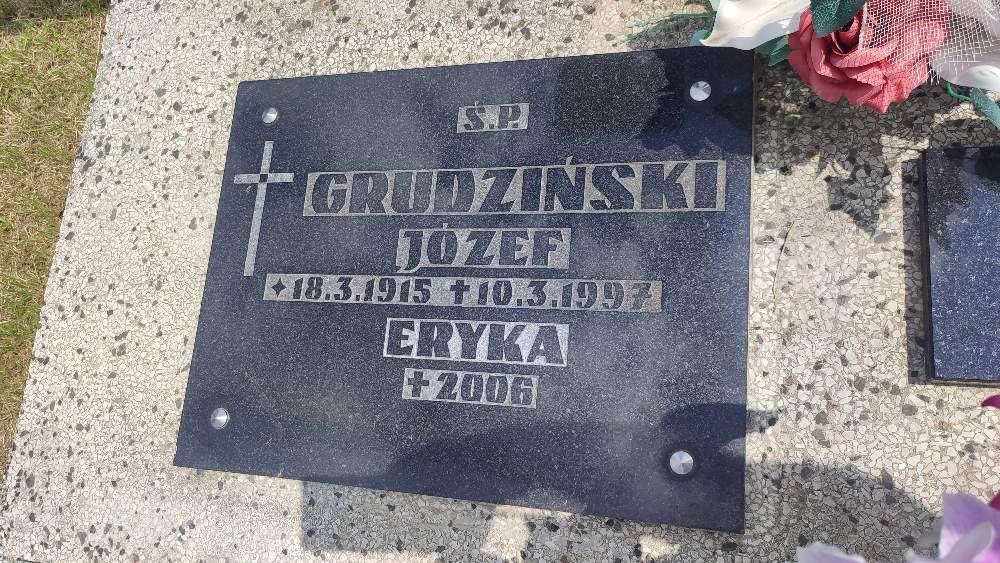 Ś.P.
GRUDZIŃSKI
JÓZEF
✦18.3.1915 ✝10.3.1997
ERYKA
✝2006